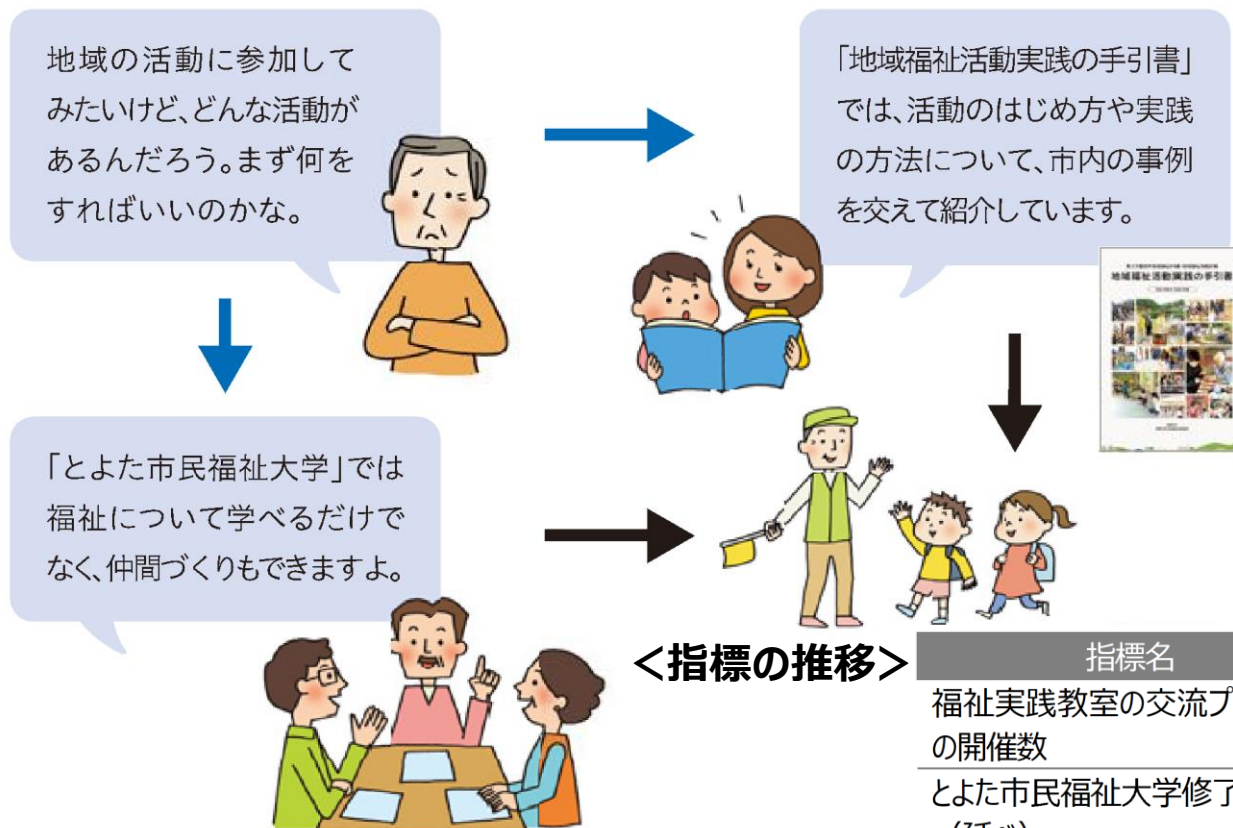 地域の活動に参加して
みたいけど、どんな活動が
あるんだろう。まず何を
すればいいのかな。
「地域福祉活動実践の手引書」
では、活動のはじめ方や実践
の方法について、市内の事例
を交えて紹介しています。
地域福祉活動実践の手引書
「とよた市民福祉大学」では
福祉について学べるだけで
なく、仲間づくりもできますよ。
＜指標の推移＞
指標名
福祉実践教室の交流プ
の開催数
とよた市民福祉大学修了